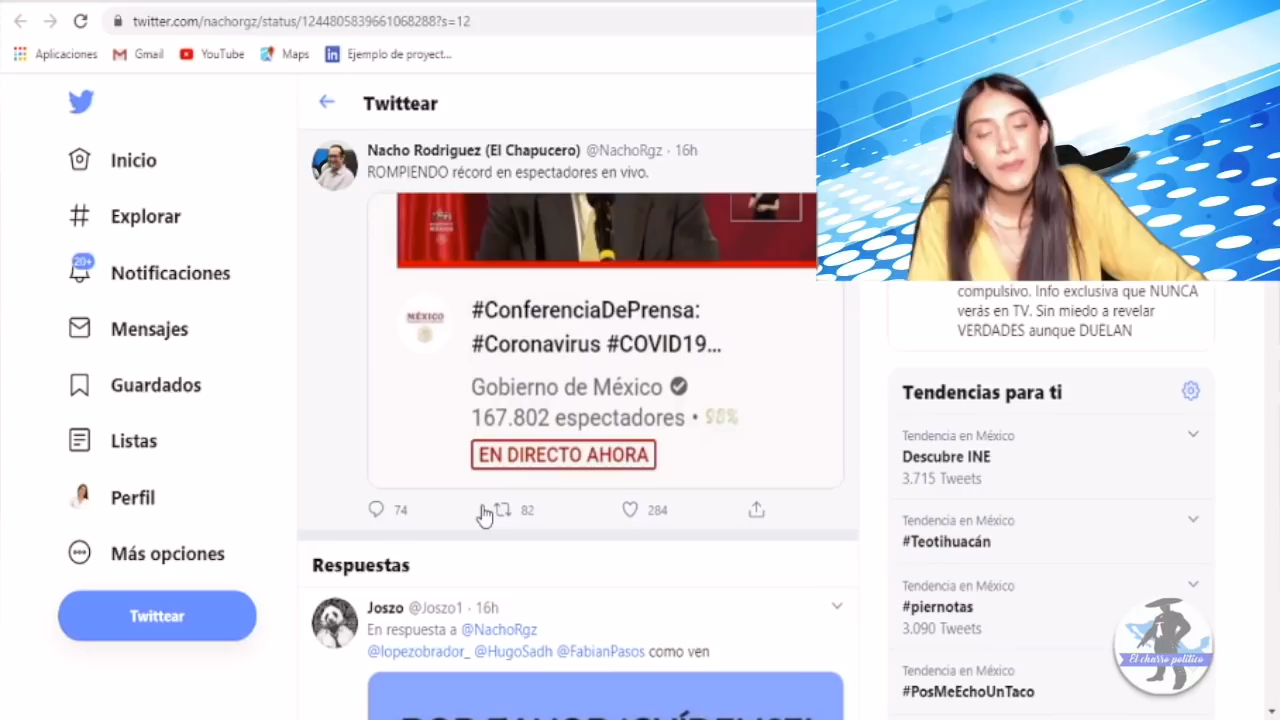 twitter.com/nachorgz/status/1244805839661068288?s=12
Aplicaciones
Gmail
YouTube
Maps
Ejemplo de proyect...
Inicio
Explorar
20+
Notificaciones
Mensajes
Guardados
Listas
Perfil
Más opciones
Twittear
Twittear
Nacho Rodriguez (El Chapucero) @NachoRgz · 16h
ROMPIENDO récord en espectadores en vivo.
MÉXICO
#ConferenciaDePrensa:
#Coronavirus #COVID19...
Gobierno de México
167.802 espectadores • 98%
EN DIRECTO AHORA
74
82
284
Respuestas
Joszo @Joszo1 · 16h
En respuesta a @NachoRgz
@lopezobrador_ @HugoSadh @FabianPasos como ven
compulsivo. Info exclusiva que NUNCA
verás en TV. Sin miedo a revelar
VERDADES aunque DUELAN
Tendencias para ti
Tendencia en México
Descubre INE
3.715 Tweets
Tendencia en México
#Teotihuacán
Tendencia en México
#piernotas
3.090 Tweets
Tendencia en México
#PosMeEchoUnTaco
El charro político